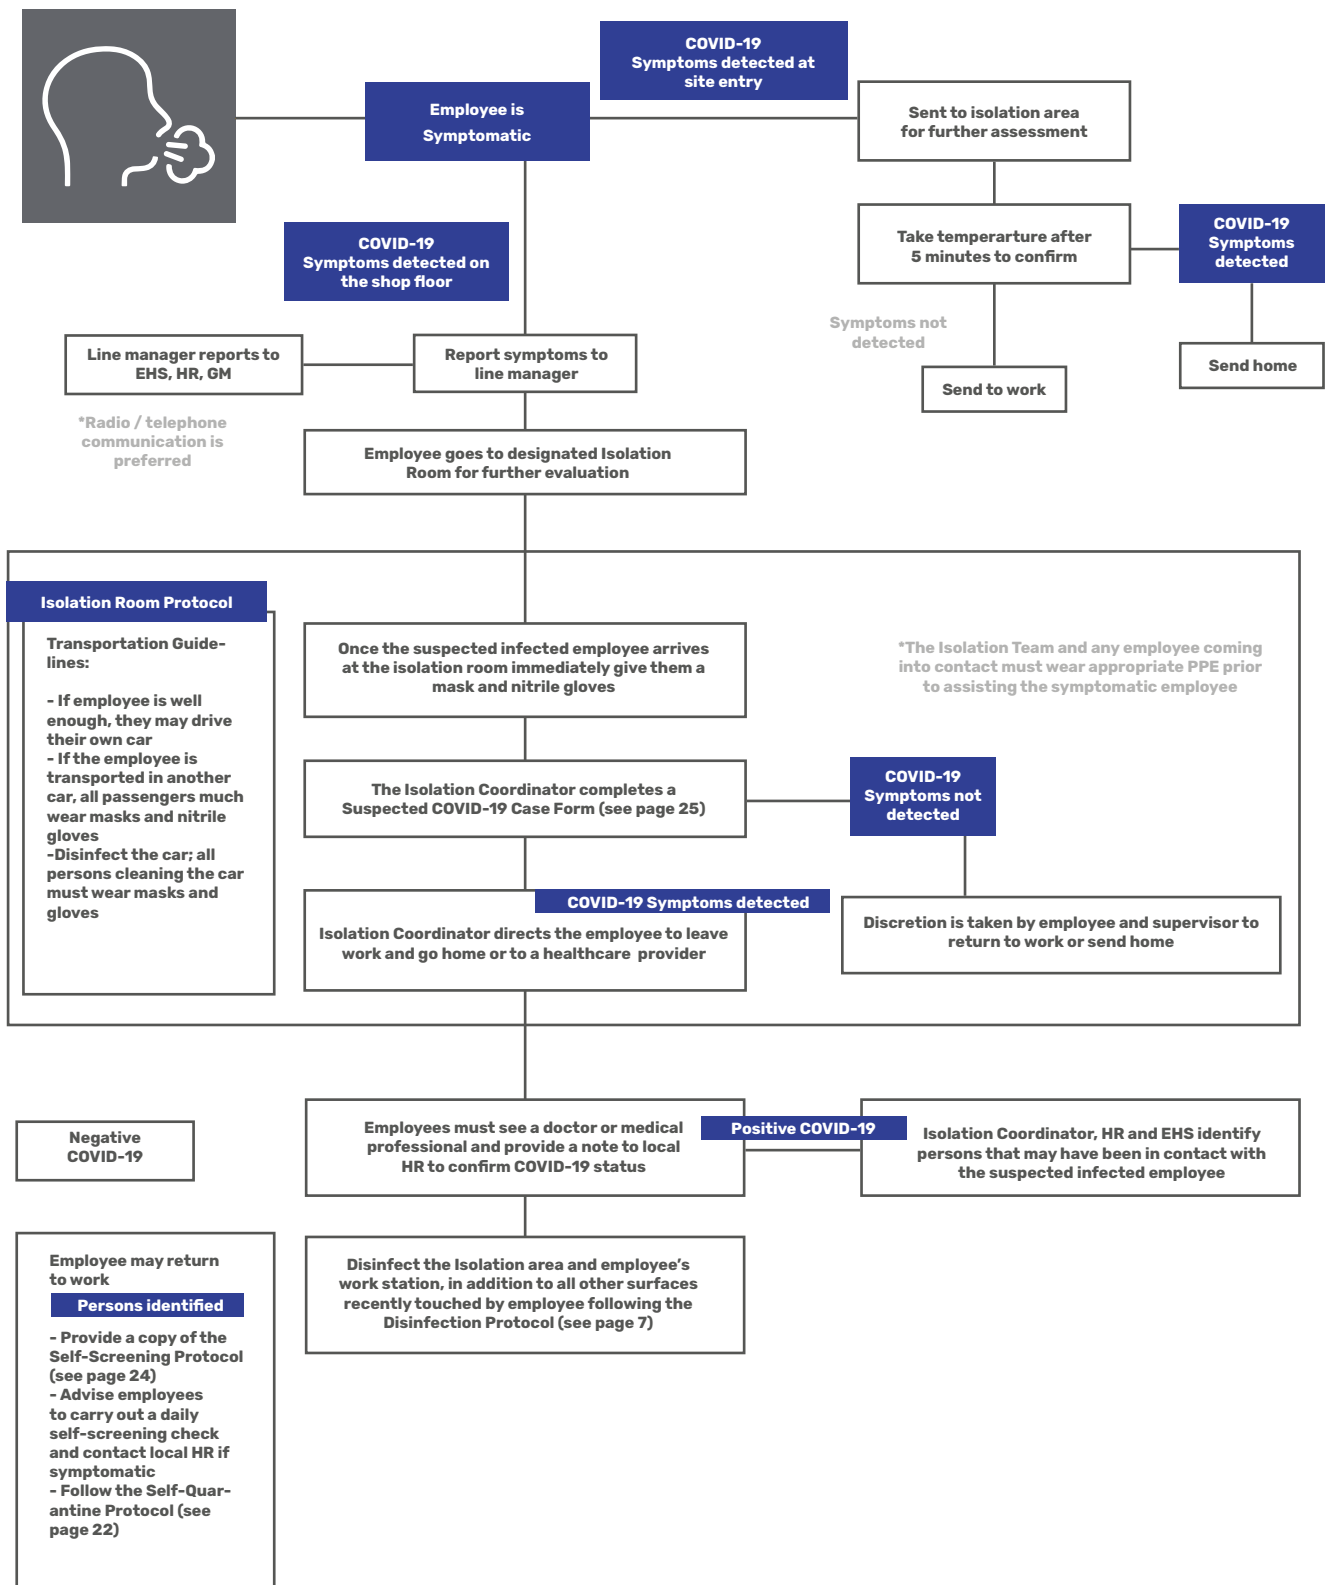 COVID-19
Symptoms detected at
site entry
Employee is
Symptomatic
Sent to isolation area
for further assessment
Take temperarture after
5 minutes to confirm
COVID-19
Symptoms
detected
COVID-19
Symptoms detected on
the shop floor
Symptoms not
detected
Send home
Send to work
Line manager reports to
EHS, HR, GM
Report symptoms to
line manager
*Radio / telephone
communication is
preferred
Employee goes to designated Isolation
Room for further evaluation
Isolation Room Protocol
Transportation Guide-
lines:
- If employee is well
enough, they may drive
their own car
- If the employee is
transported in another
car, all passengers much
wear masks and nitrile
gloves
-Disinfect the car; all
persons cleaning the car
must wear masks and
gloves
Once the suspected infected employee arrives
at the isolation room immediately give them a
mask and nitrile gloves
*The Isolation Team and any employee coming
into contact must wear appropriate PPE prior
to assisting the symptomatic employee
The Isolation Coordinator completes a
Suspected COVID-19 Case Form (see page 25)
COVID-19
Symptoms not
detected
COVID-19 Symptoms detected
Isolation Coordinator directs the employee to leave
work and go home or to a healthcare provider
Discretion is taken by employee and supervisor to
return to work or send home
Negative
COVID-19
Employees must see a doctor or medical
professional and provide a note to local
HR to confirm COVID-19 status
Positive COVID-19
Isolation Coordinator, HR and EHS identify
persons that may have been in contact with
the suspected infected employee
Employee may return
to work
Persons identified
- Provide a copy of the
Self-Screening Protocol
(see page 24)
- Advise employees
to carry out a daily
self-screening check
and contact local HR if
symptomatic
- Follow the Self-Quar-
antine Protocol (see
page 22)
Disinfect the Isolation area and employee's
work station, in addition to all other surfaces
recently touched by employee following the
Disinfection Protocol (see page 7)